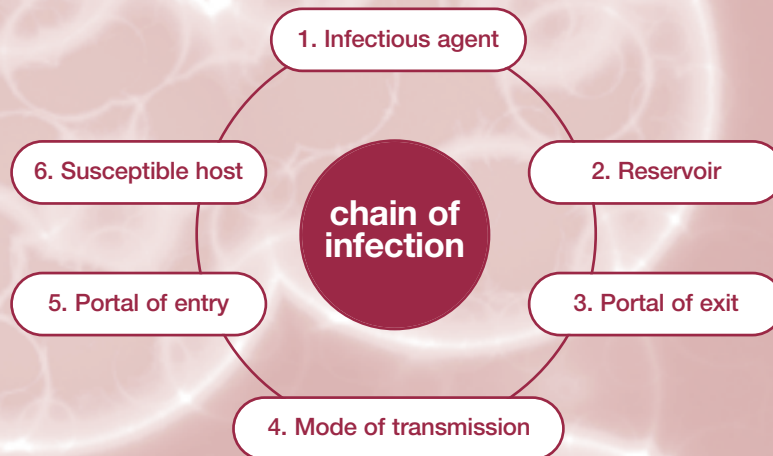 1. Infectious agent
6. Susceptible host
2. Reservoir
chain of
infection
5. Portal of entry
3. Portal of exit
4. Mode of transmission